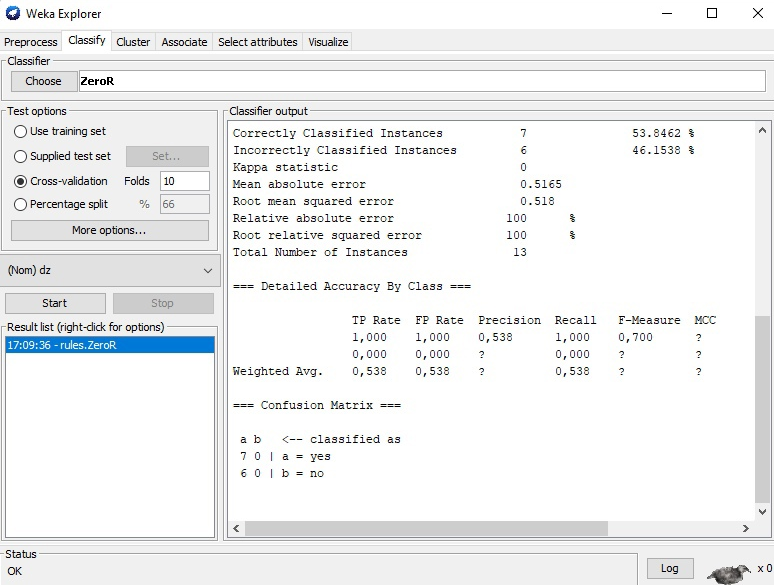 Weka Explorer
Preprocess Classify Cluster Associate Select attributes Visualize
Classifier
Choose ZeroR
Test options
Use training set
Supplied test set Set...
Cross-validation Folds 10
Percentage split % 66
More options...
(Nom) dz
Start Stop
Result list (right-click for options)
17:09:36 - rules.ZeroR
Classifier output
Correctly Classified Instances 7 53.8462 %
Incorrectly Classified Instances 6 46.1538 %
Kappa statistic 0
Mean absolute error 0.5165
Root mean squared error 0.518
Relative absolute error 100 %
Root relative squared error 100 %
Total Number of Instances 13
=== Detailed Accuracy By Class ===
TP Rate FP Rate Precision Recall F-Measure MCC
1,000 1,000 0,538 1,000 0,700 ?
0,000 0,000 ? 0,000 ? ?
Weighted Avg. 0,538 0,538 ? 0,538 ? ?
=== Confusion Matrix ===
a b <-- classified as
7 0 | a = yes
6 0 | b = no
Status
OK
Log x 0